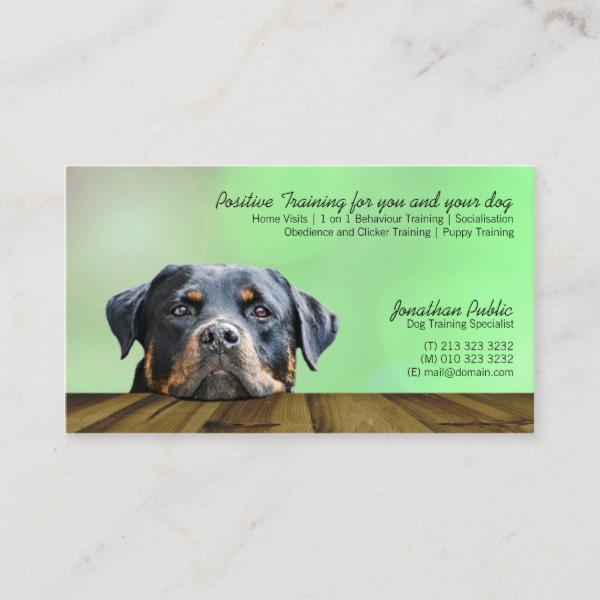 Positive Training for you and your dog
Home Visits | 1 on 1 Behaviour Training | Socialisation
Obedience and Clicker Training | Puppy Training
Jonathan Public
Dog Training Specialist
(T) 213 323 3232
(M) 010 323 3232
(E) mail@domain.com